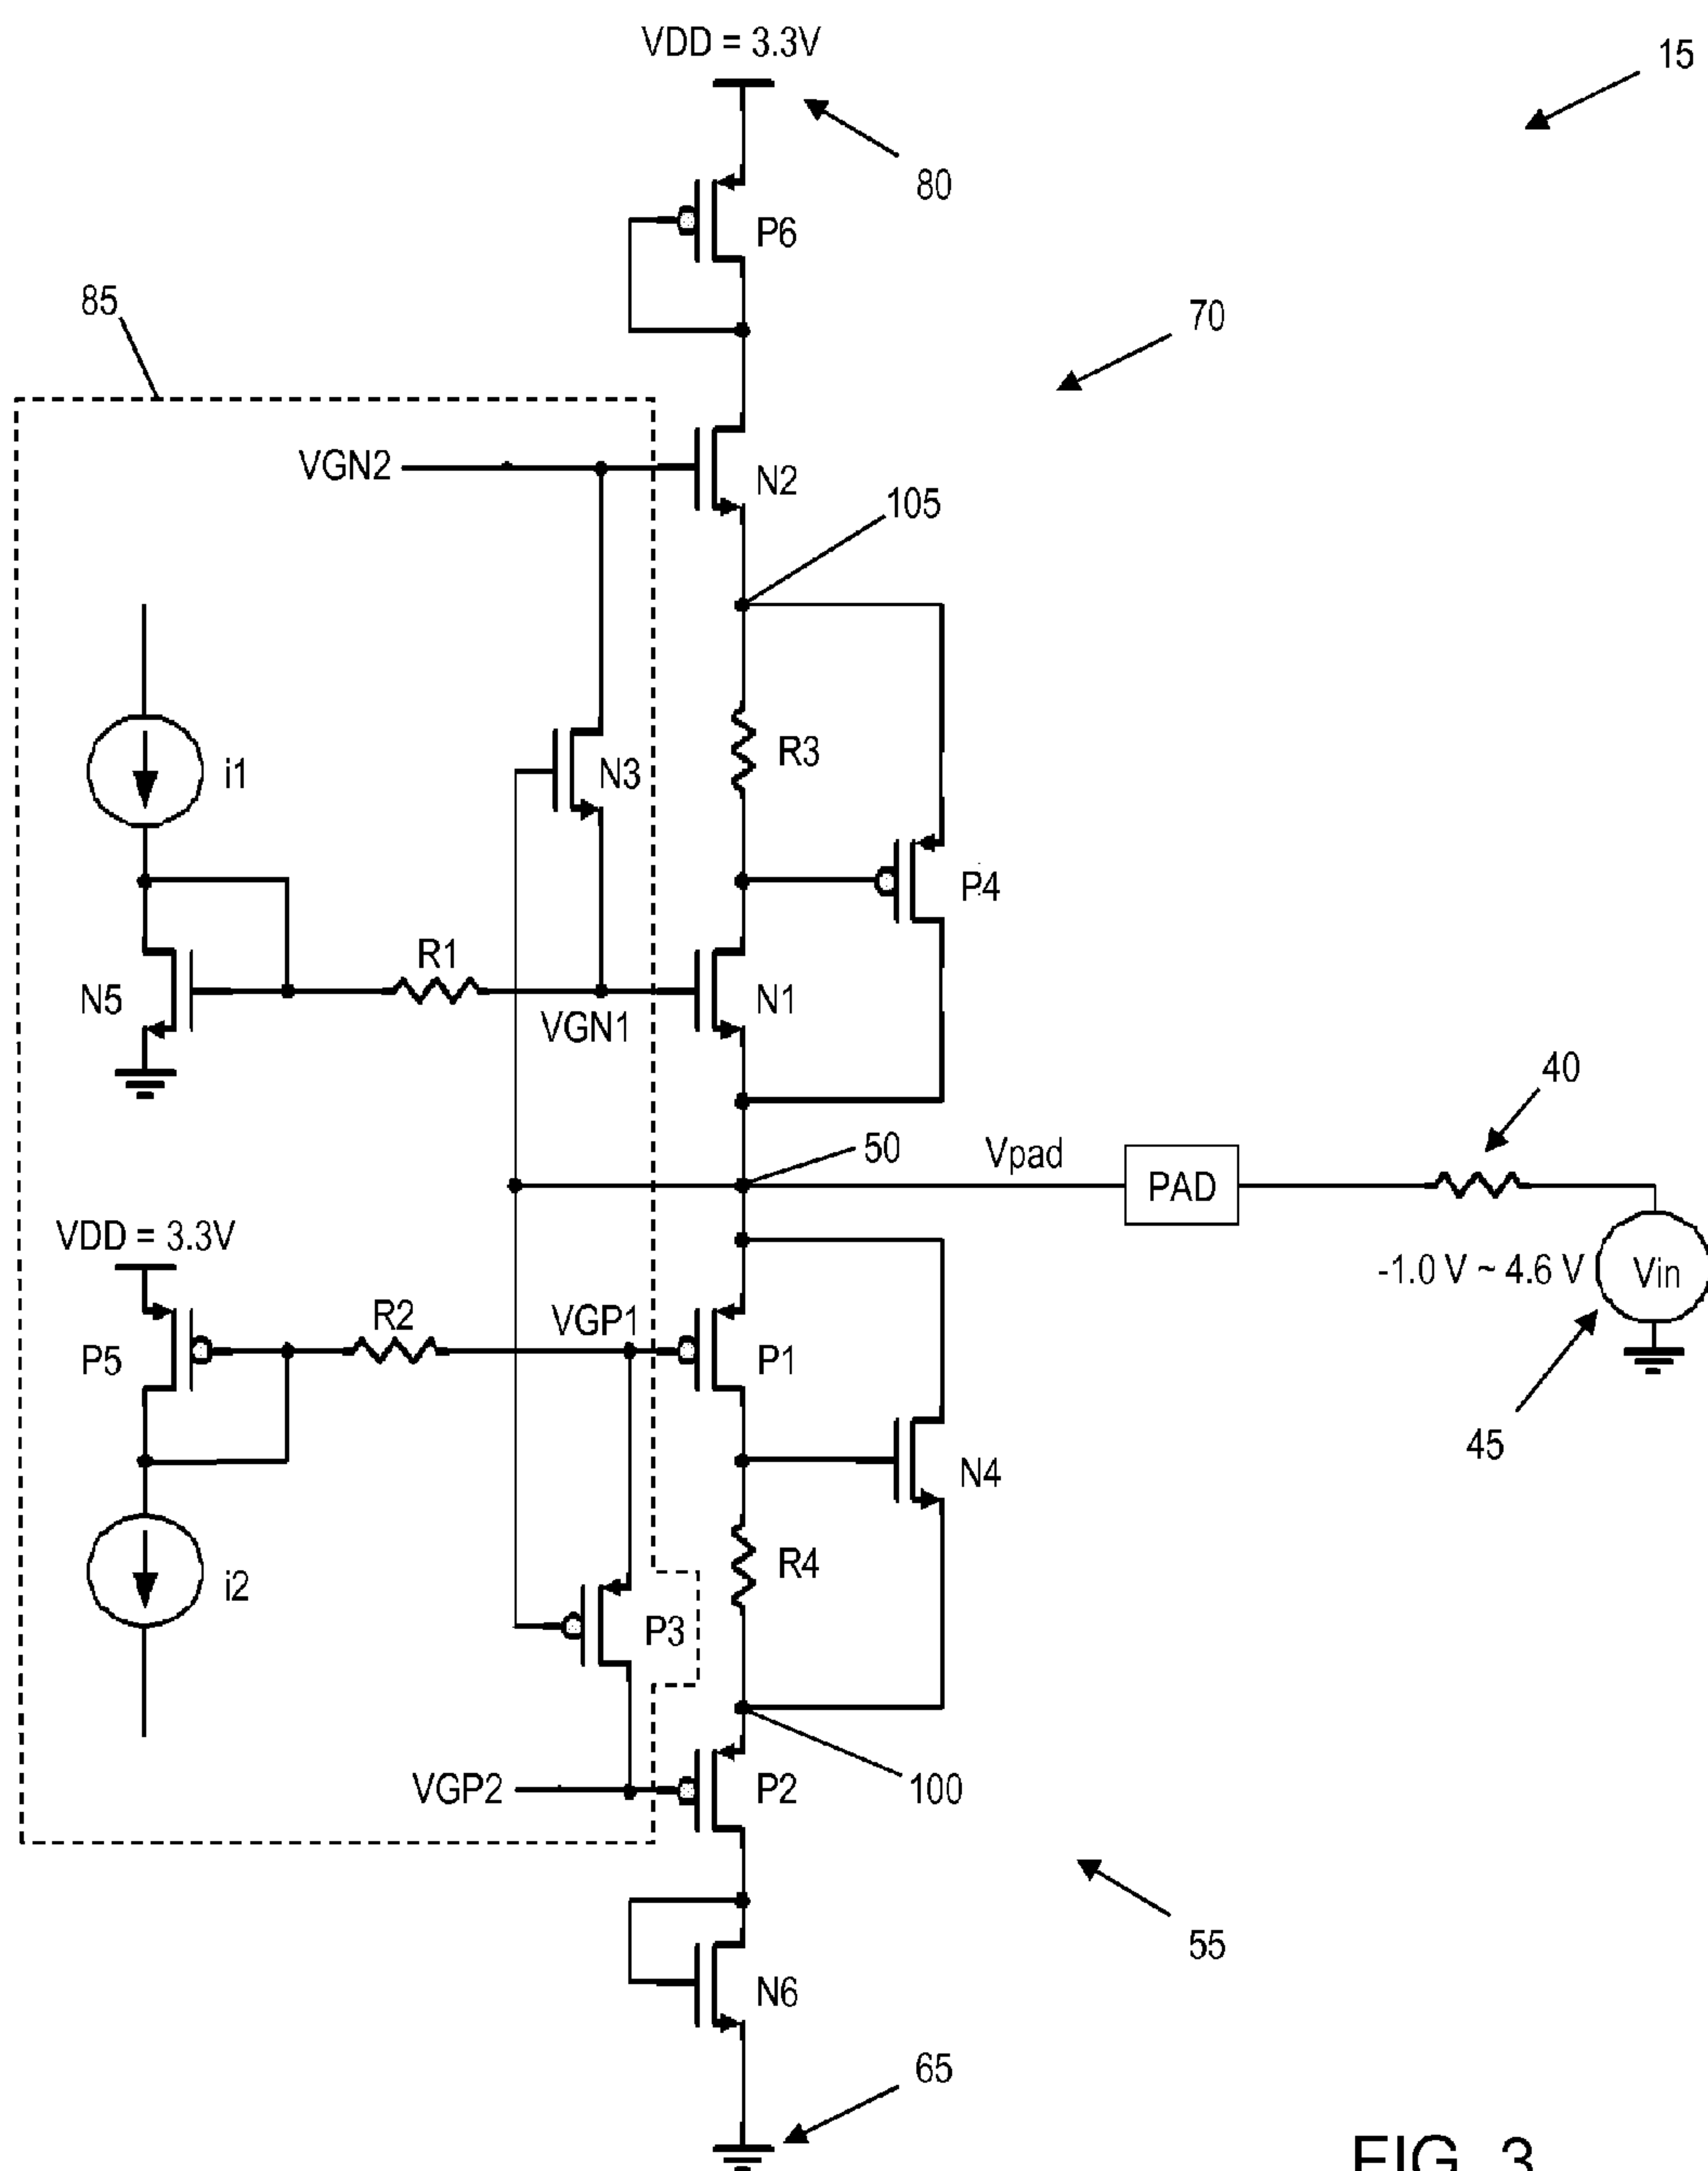 VDD = 3.3V
15
80
P6
85
70
VGN2
N2
105
i1
N3
R3
P4
R1
N5
VGN1
N1
40
50
Vpad
PAD
VDD = 3.3V
-1.0 V ~ 4.6 V
Vin
R2
VGP1
P5
P1
45
N4
i2
R4
P3
VGP2
P2
100
55
N6
65
FIG. 3